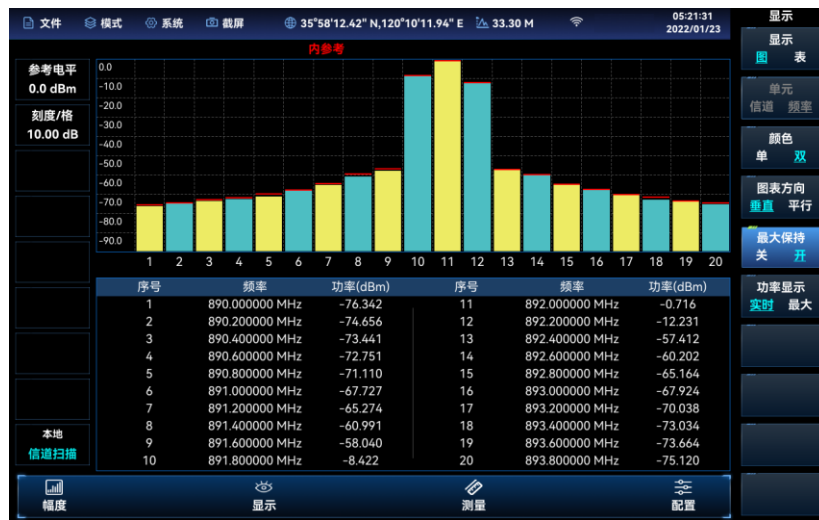 文件 模式 系统 截屏 35°58'12.42" N,120°10'11.94" E 33.30 M 05:21:31
2022/01/23
显示
内参考
参考电平
0.0 dBm
刻度/格
10.00 dB
本地
信道扫描
0.0
-10.0
-20.0
-30.0
-40.0
-50.0
-60.0
-70.0
-80.0
-90.0
1 2 3 4 5 6 7 8 9 10 11 12 13 14 15 16 17 18 19 20
序号 频率 功率(dBm) 序号 频率 功率(dBm)
1 890.000000 MHz -76.342 11 892.000000 MHz -0.716
2 890.200000 MHz -74.656 12 892.200000 MHz -12.231
3 890.400000 MHz -73.441 13 892.400000 MHz -57.412
4 890.600000 MHz -72.751 14 892.600000 MHz -60.202
5 890.800000 MHz -71.110 15 892.800000 MHz -65.164
6 891.000000 MHz -67.727 16 893.000000 MHz -67.924
7 891.200000 MHz -65.274 17 893.200000 MHz -70.038
8 891.400000 MHz -60.991 18 893.400000 MHz -73.034
9 891.600000 MHz -58.040 19 893.600000 MHz -73.664
10 891.800000 MHz -8.422 20 893.800000 MHz -75.120
显示
图 表
单元
信道 频率
颜色
单 双
图表方向
垂直 平行
最大保持
关 开
功率显示
实时 最大
幅度 显示 测量 配置